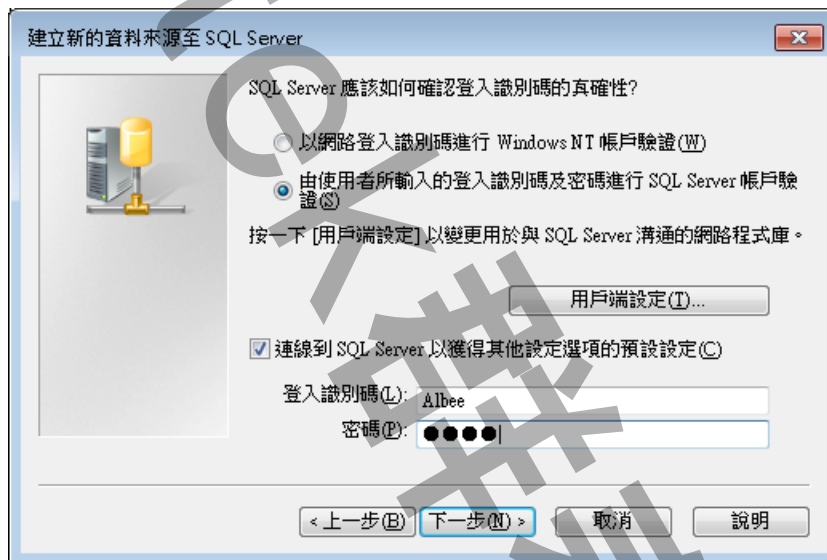 建立新的資料來源至 SQL Server
SQL Server 應該如何確認登入識別碼的真確性?
以網路登入識別碼進行 Windows NT 帳戶驗證(W)
由使用者所輸入的登入識別碼及密碼進行 SQL Server 帳戶驗
證(S)
按一下 [用戶端設定] 以變更用於與 SQL Server 溝通的網路程式庫。
用戶端設定(T)...
連線到 SQL Server 以獲得其他設定選項的預設設定(C)
登入識別碼(L): Albee
密碼(P): ●●●●
< 上一步(B) 下一步(N) > 取消 說明